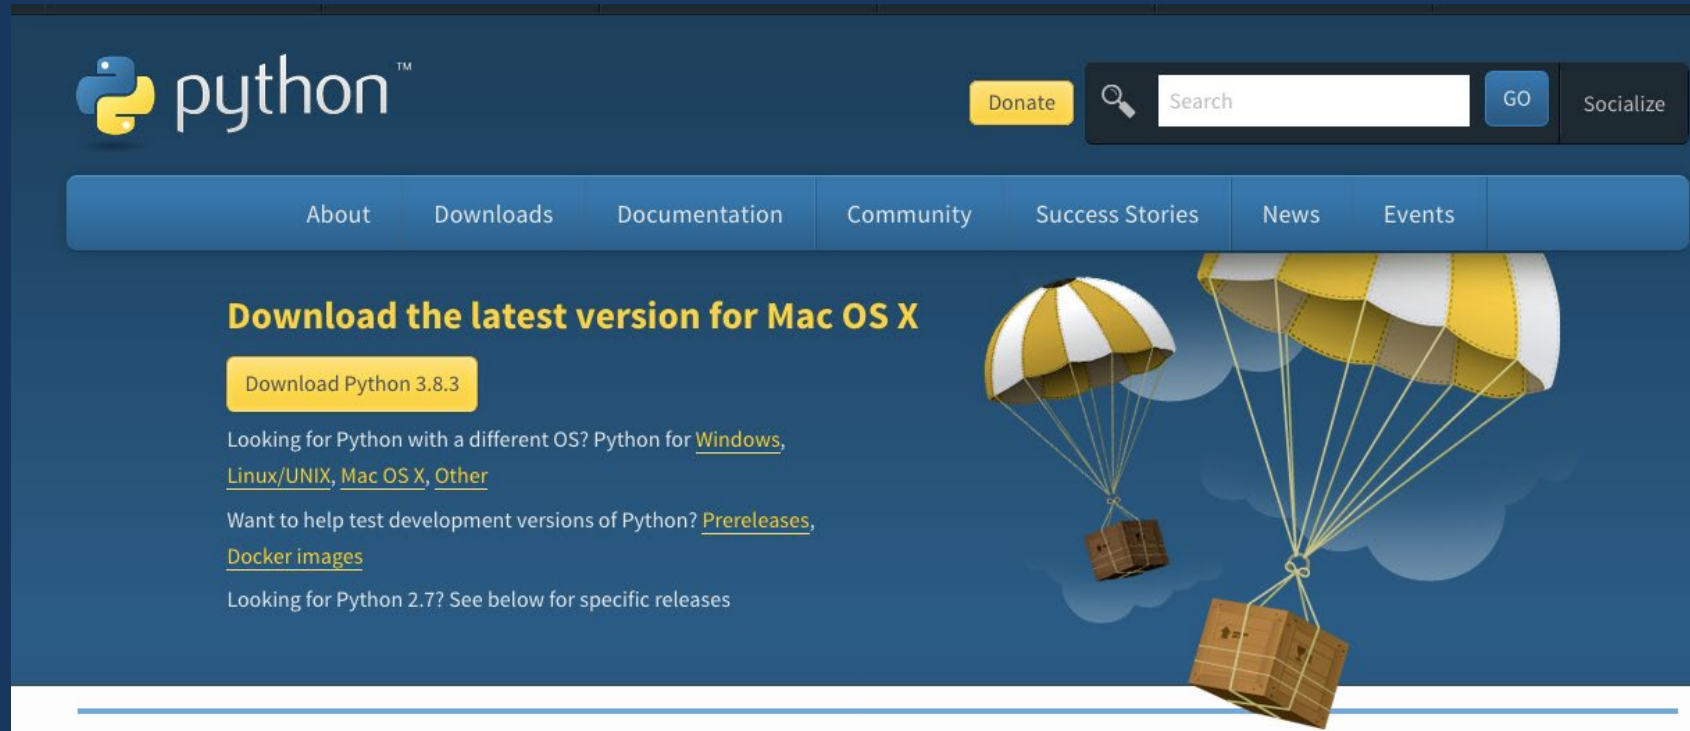 python™
Donate
Search
GO
Socialize
About
Downloads
Documentation
Community
Success Stories
News
Events
Download the latest version for Mac OS X
Download Python 3.8.3
Looking for Python with a different OS? Python for Windows,
Linux/UNIX, Mac OS X, Other
Want to help test development versions of Python? Prereleases,
Docker images
Looking for Python 2.7? See below for specific releases